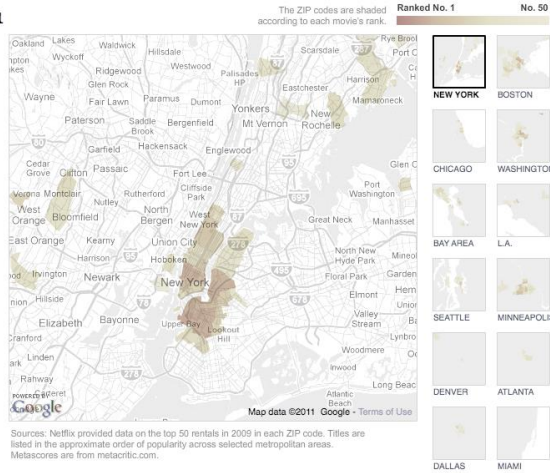 The ZIP codes are shaded
according to each movie's rank.
Ranked No. 1
No. 50
Oakland
Lakes
Waldwick
Hillsdale
Wyckoff
Ridgewood
Westwood
Scarsdale
Rye Brook
Palisades
HP
Glen Rock
Eastchester
Harrison
Wayne
Fair Lawn
Paramus
Dumont
Yonkers
Mamaroneck
Paterson
Saddle
Brook
Bergenfield
Mt Vernon
New
Rochelle
Garfield
Hackensack
Englewood
Cedar
Grove
Clifton
Passaic
Fort Lee
Verona
Montclair
Rutherford
Cliffside
Park
Port
Washington
Nutley
West
Orange
Bloomfield
North
Bergen
West
New York
Great Neck
Manhasset
East Orange
Kearny
Union City
Harrison
Hoboken
North New
Hyde Park
Irvington
Newark
New York
Floral Park
Garden
Hillside
Elmont
Elizabeth
Bayonne
Upper Bay
Lookout
Hill
Valley
Stream
Lynbro
Cranford
Linden
Woodmere
Inwood
Rahway
Long Beac
Atlantic
Beach
POWERED BY
Google
Map data ©2011 Google - Terms of Use
NEW YORK
BOSTON
CHICAGO
WASHINGTO
BAY AREA
L.A.
SEATTLE
MINNEAPOLI
DENVER
ATLANTA
DALLAS
MIAMI
Sources: Netflix provided data on the top 50 rentals in 2009 in each ZIP code. Titles are
listed in the approximate order of popularity across selected metropolitan areas.
Metascores are from metacritic.com.